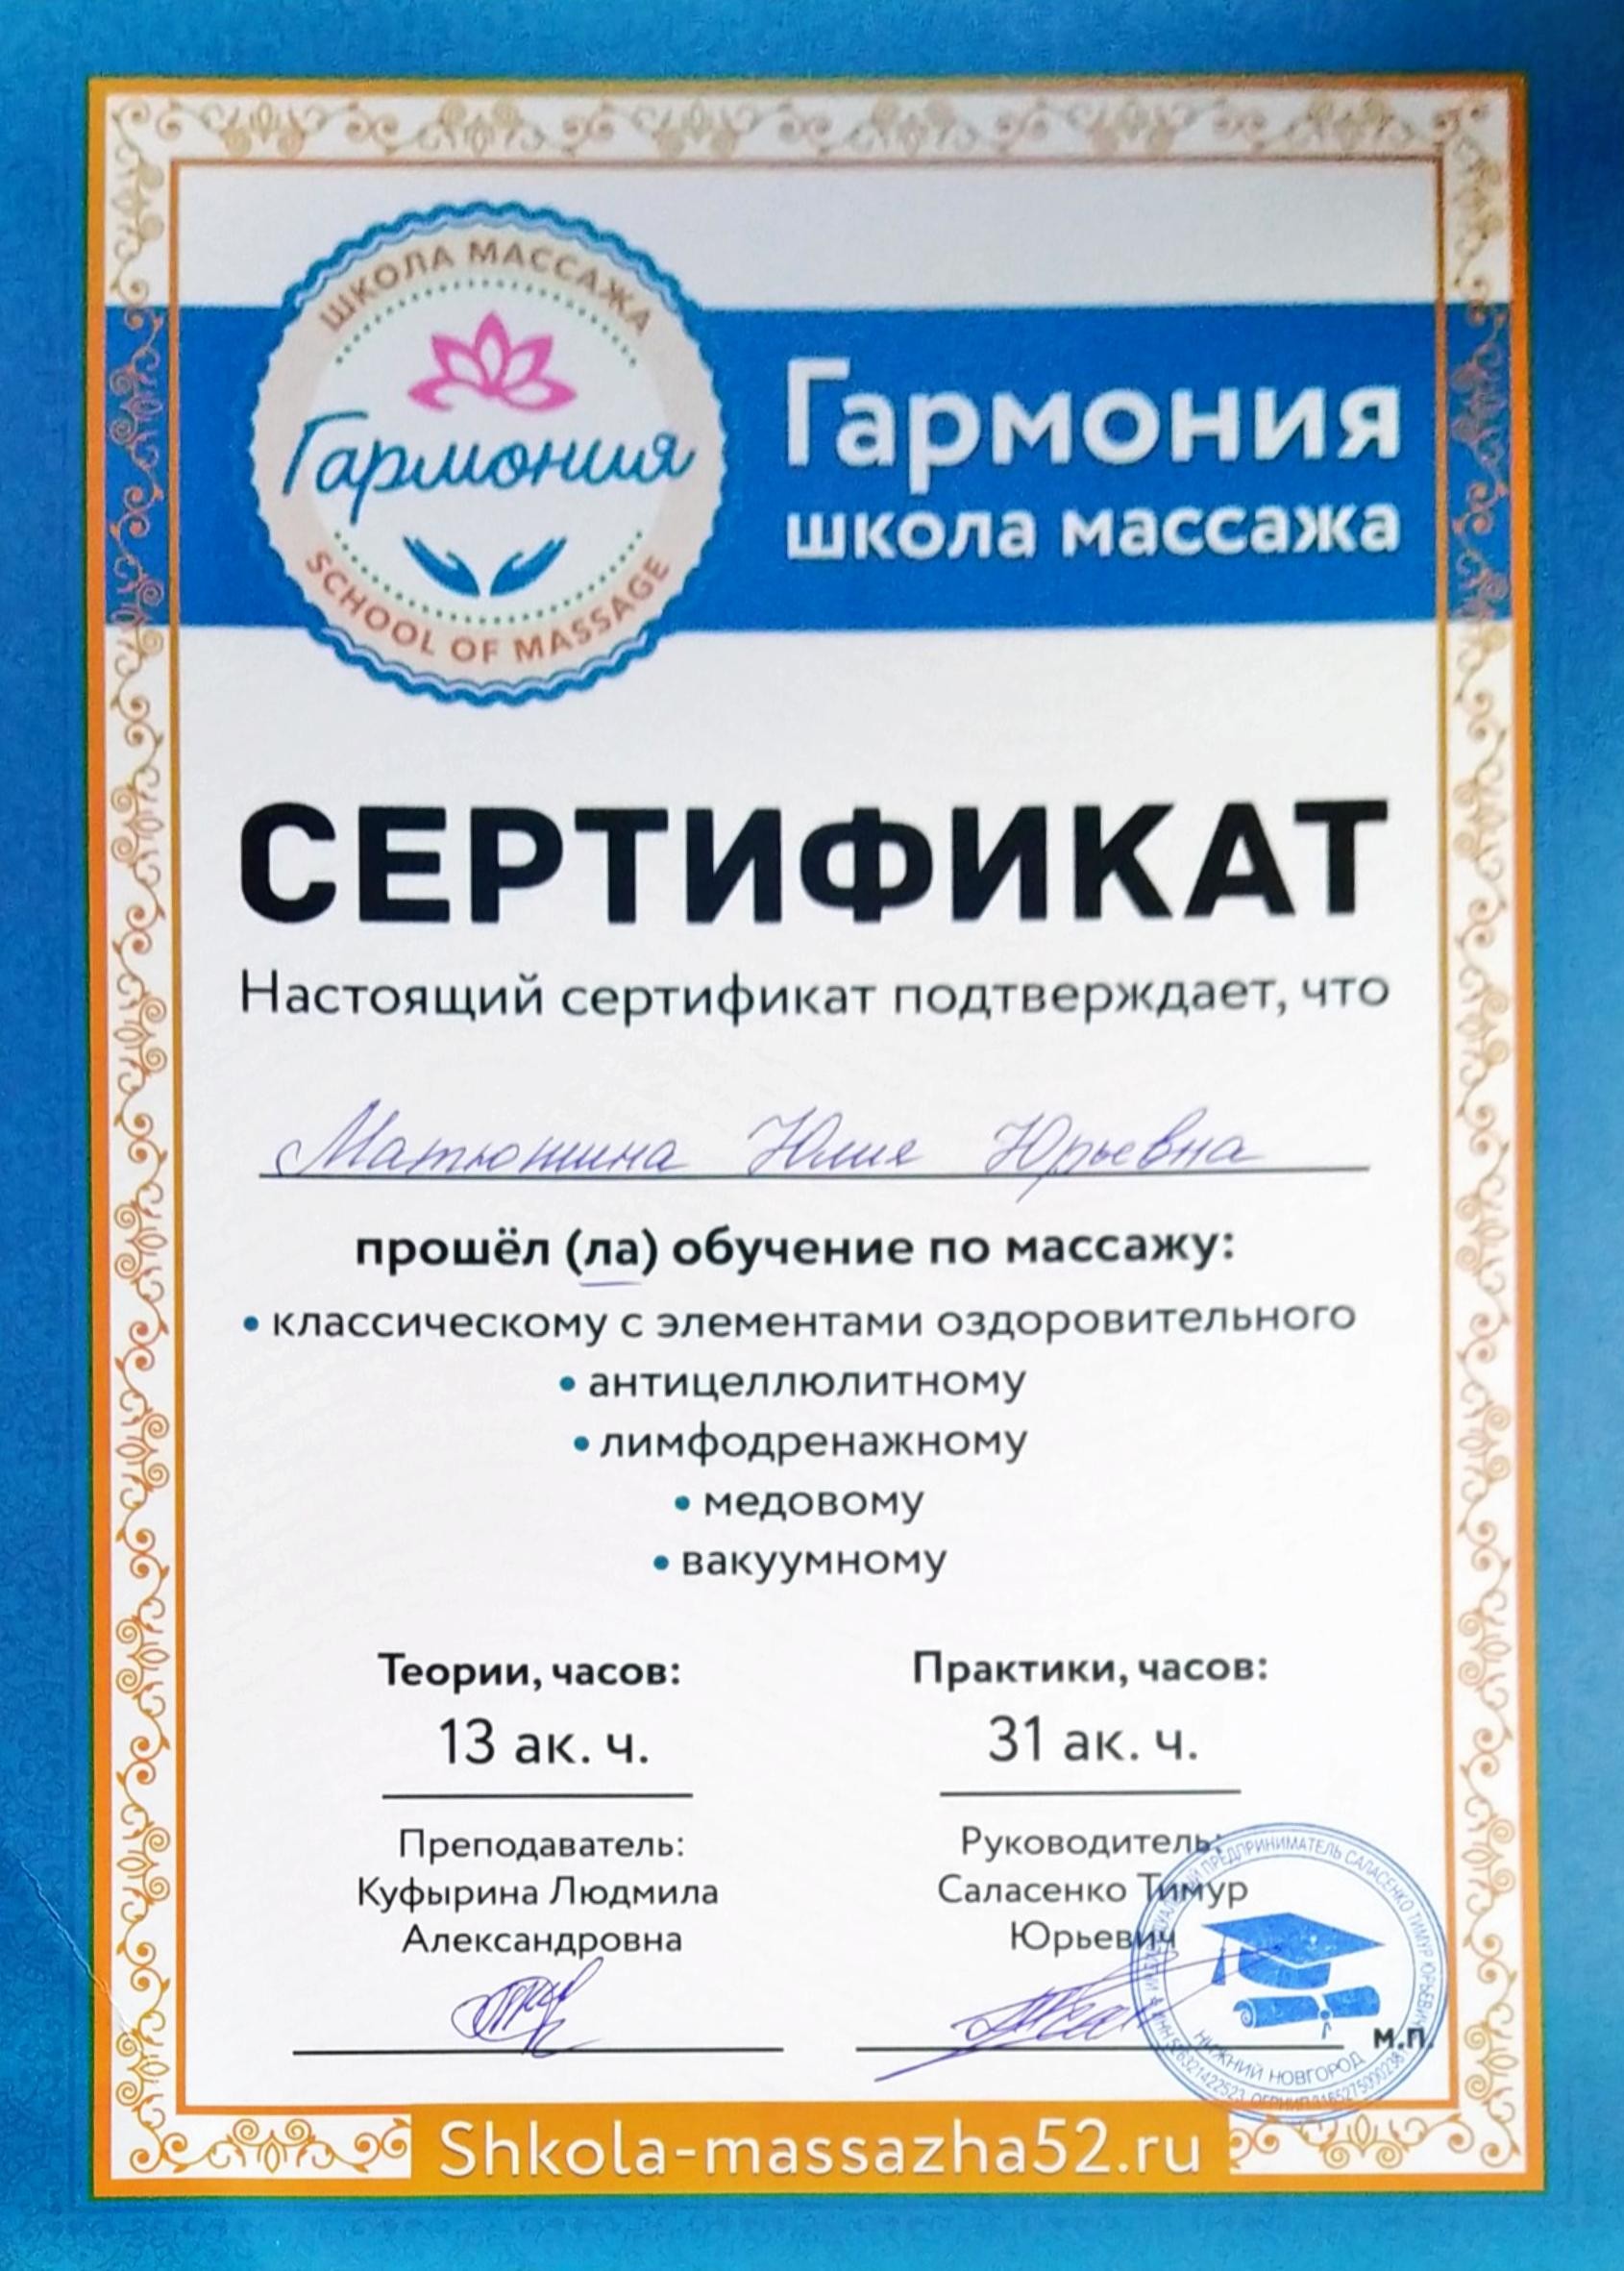 ШКОЛА МАССАЖА
Гармония
SCHOOL OF MASSAGE
Гармония
школа массажа
СЕРТИФИКАТ
Настоящий сертификат подтверждает, что
Матюшина Юлия Юрьевна
прошёл (ла) обучение по массажу:
• классическому с элементами оздоровительного
• антицеллюлитному
• лимфодренажному
• медовому
• вакуумному
Теории, часов:
13 ак. ч.
Практики, часов:
31 ак. ч.
Преподаватель:
Куфырина Людмила
Александровна
Руководитель:
Саласенко Тимур
Юрьевич
ПРЕДПРИНИМАТЕЛЬ САЛАСЕНКО ТИМУР ЮРЬЕВИЧ
НИЖНИЙ НОВГОРОД
М.П.
Shkola-massazha52.ru